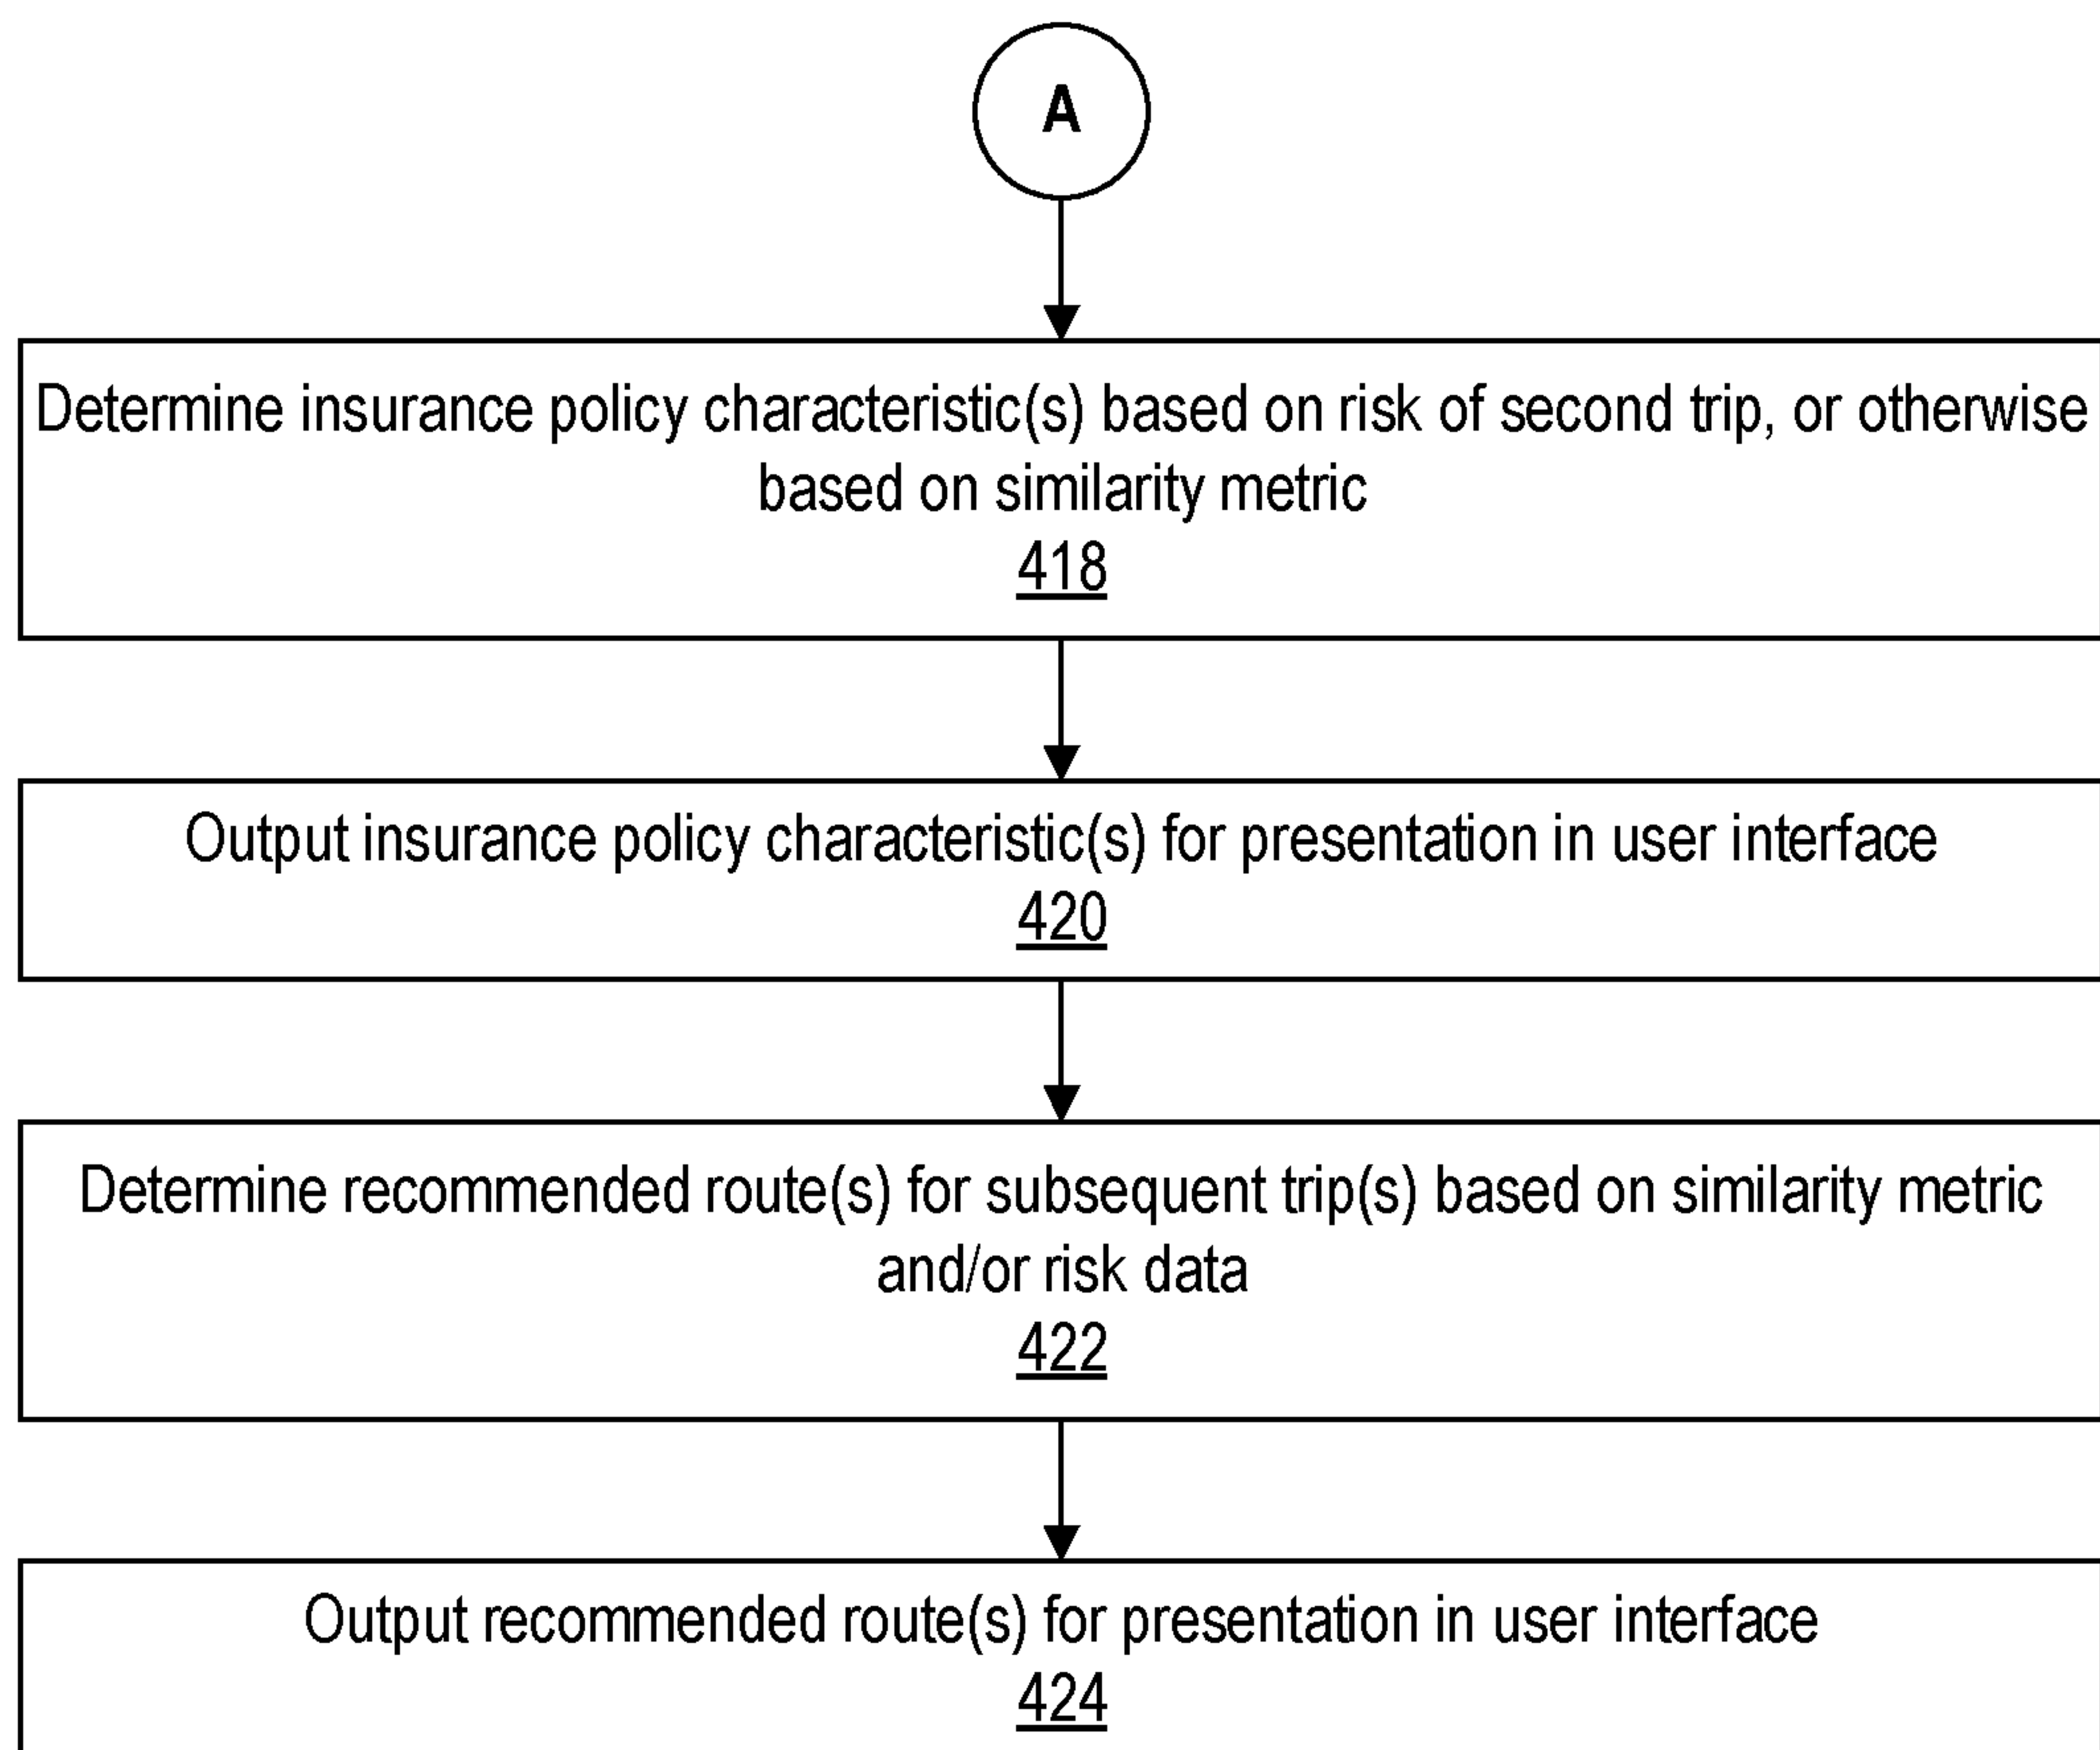 A
Determine insurance policy characteristic(s) based on risk of second trip, or otherwise
based on similarity metric
418
Output insurance policy characteristic(s) for presentation in user interface
420
Determine recommended route(s) for subsequent trip(s) based on similarity metric
and/or risk data
422
Output recommended route(s) for presentation in user interface
424